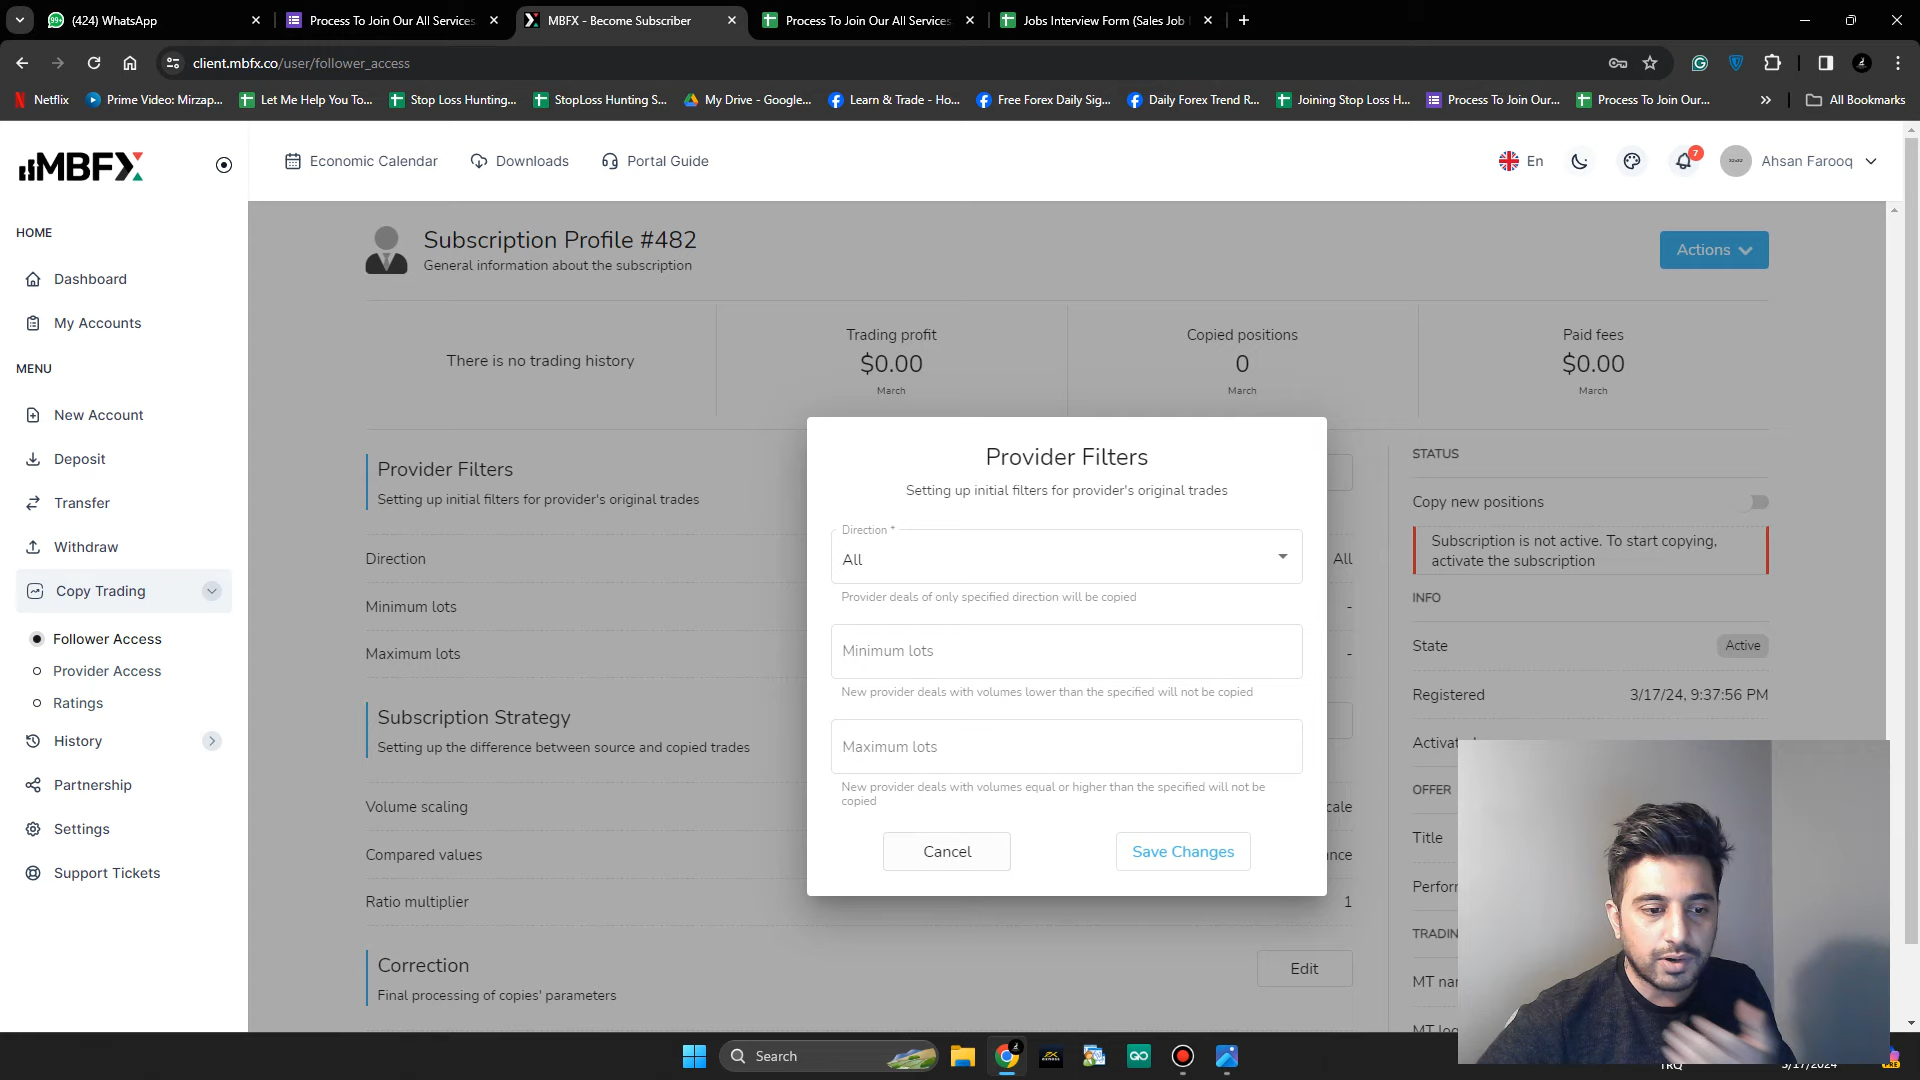 (424) WhatsApp
Process To Join Our All Services
MBFX - Become Subscriber
Process To Join Our All Services
Jobs Interview Form (Sales Job
client.mbfx.co/user/follower_access
Netflix
Prime Video: Mirzap...
Let Me Help You To...
Stop Loss Hunting...
StopLoss Hunting S...
My Drive - Google...
Learn & Trade - Ho...
Free Forex Daily Sig...
Daily Forex Trend R...
Joining Stop Loss H...
Process To Join Our...
Process To Join Our...
All Bookmarks
MBFX
Economic Calendar
Downloads
Portal Guide
En
7
Ahsan Farooq
HOME
Dashboard
My Accounts
MENU
New Account
Deposit
Transfer
Withdraw
Copy Trading
Follower Access
Provider Access
Ratings
History
Partnership
Settings
Support Tickets
Subscription Profile #482
General information about the subscription
Actions
There is no trading history
Trading profit
$0.00
March
Copied positions
0
March
Paid fees
$0.00
March
Provider Filters
Setting up initial filters for provider's original trades
Direction
All
Minimum lots
-
Maximum lots
-
Subscription Strategy
Setting up the difference between source and copied trades
Volume scaling
cale
Compared values
nce
Ratio multiplier
1
Correction
Final processing of copies' parameters
Edit
Provider Filters
Setting up initial filters for provider's original trades
Direction *
All
Provider deals of only specified direction will be copied
Minimum lots
New provider deals with volumes lower than the specified will not be copied
Maximum lots
New provider deals with volumes equal or higher than the specified will not be
copied
Cancel
Save Changes
STATUS
Copy new positions
Subscription is not active. To start copying,
activate the subscription
INFO
State
Active
Registered
3/17/24, 9:37:56 PM
Activat
OFFER
Title
Perfor
TRADIN
MT nam
MT log
Search
3/17/2024